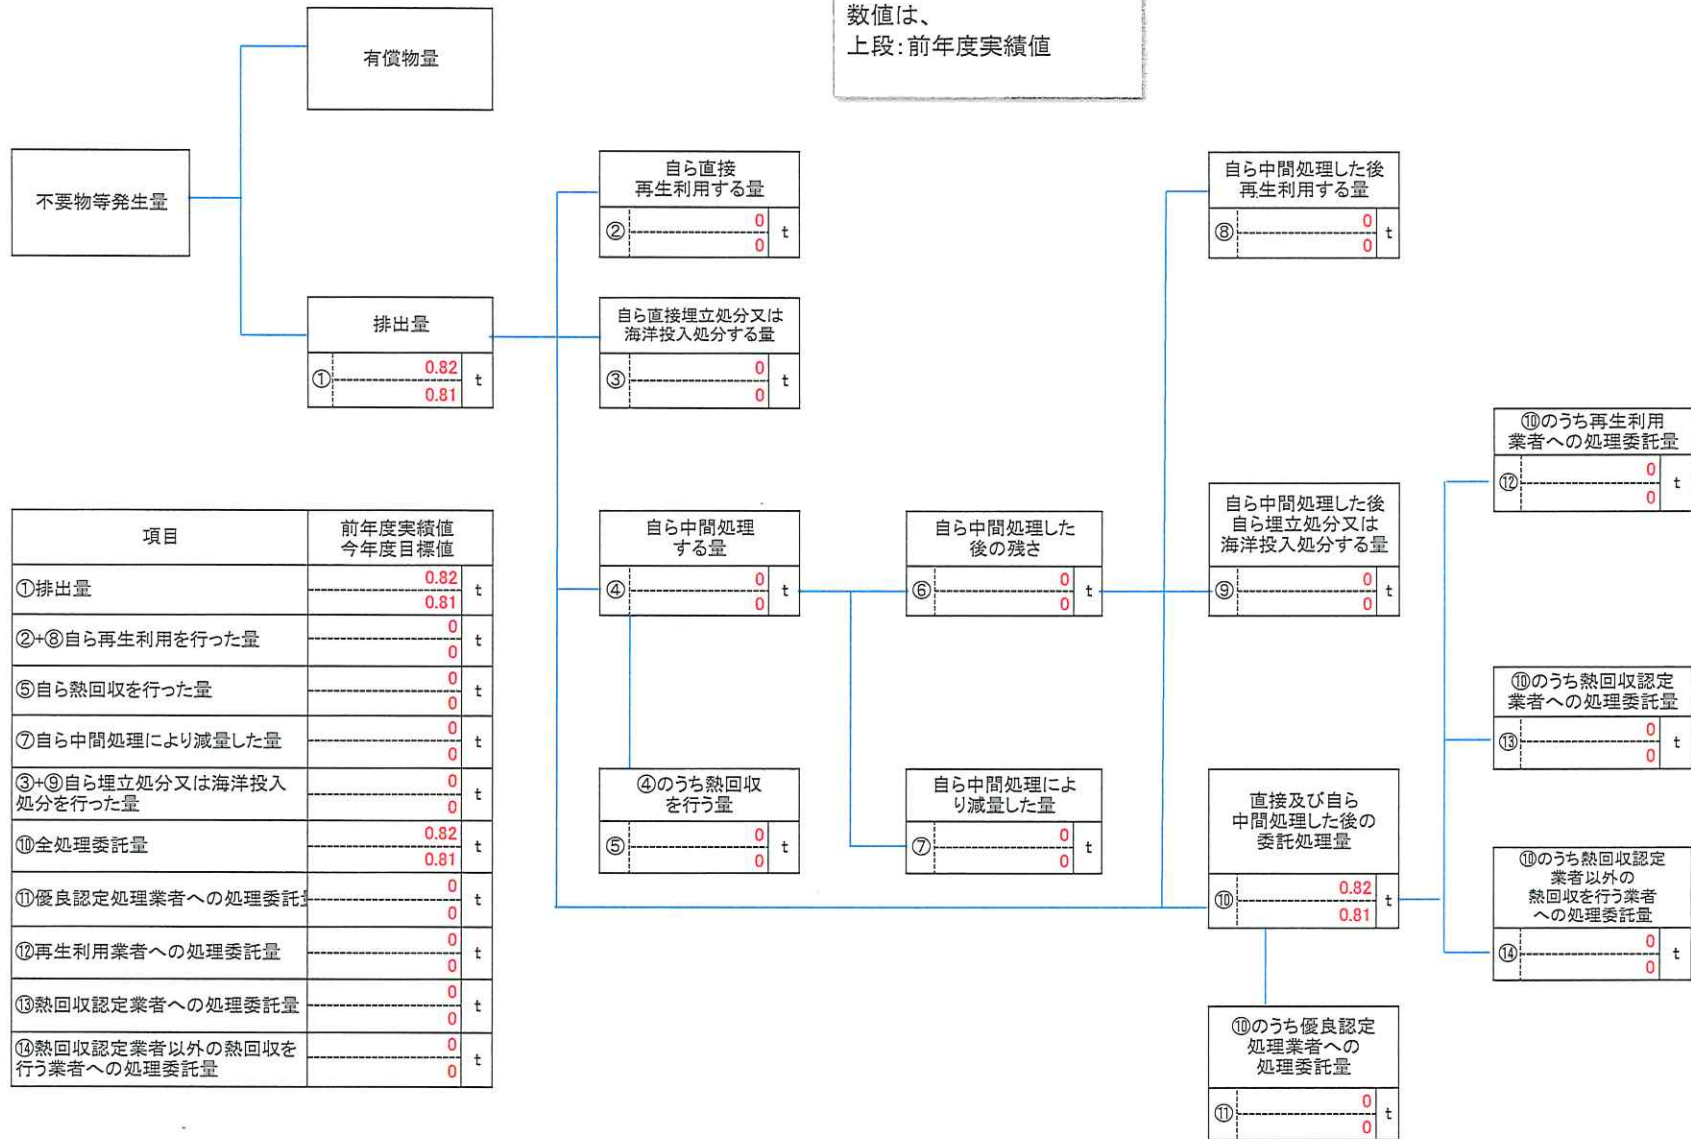 数値は、
上段:前年度実績値
有償物量
不要物等発生量
排出量
①
0.82
0.81
t
自ら直接
再生利用する量
②
0
0
t
自ら直接埋立処分又は
海洋投入処分する量
③
0
0
t
自ら中間処理
する量
④
0
0
t
④のうち熱回収
を行う量
⑤
0
0
t
自ら中間処理した
後の残さ
⑥
0
0
t
自ら中間処理によ
り減量した量
⑦
0
0
t
自ら中間処理した後
再生利用する量
⑧
0
0
t
自ら中間処理した後
自ら埋立処分又は
海洋投入処分する量
⑨
0
0
t
直接及び自ら
中間処理した後の
委託処理量
⑩
0.82
0.81
t
⑩のうち優良認定
処理業者への
処理委託量
⑪
0
0
t
⑩のうち再生利用
業者への処理委託量
⑫
0
0
t
⑩のうち熱回収認定
業者への処理委託量
⑬
0
0
t
⑩のうち熱回収認定
業者以外の
熱回収を行う業者
への処理委託量
⑭
0
0
t
項目
前年度実績値
今年度目標値
①排出量
0.82
0.81
t
②+⑧自ら再生利用を行った量
0
0
t
⑤自ら熱回収を行った量
0
0
t
⑦自ら中間処理により減量した量
0
0
t
③+⑨自ら埋立処分又は海洋投入
処分を行った量
0
0
t
⑩全処理委託量
0.82
0.81
t
⑪優良認定処理業者への処理委託
0
0
t
⑫再生利用業者への処理委託量
0
0
t
⑬熱回収認定業者への処理委託量
0
0
t
⑭熱回収認定業者以外の熱回収を
行う業者への処理委託量
0
0
t